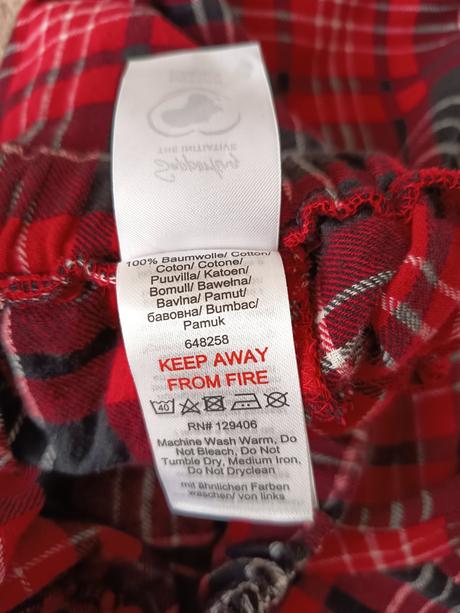 100% Baumwolle/ Cotton/
Coton/ Cotone/
Puuvilla/ Katoen/
Bomull/ Bawełna/
Bavlna/ Pamut/
бавовна/ Bumbac/
Pamuk
648258
KEEP AWAY
FROM FIRE
40
RN# 129406
Machine Wash Warm, Do
Not Bleach, Do Not
Tumble Dry, Medium Iron,
Do Not Dryclean
mit ähnlichen Farben
waschen/ von links